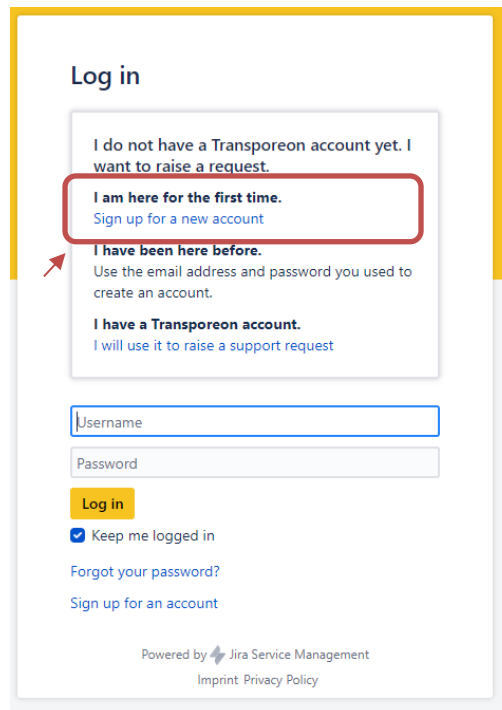 Log in
I do not have a Transporeon account yet. I
want to raise a request.
I am here for the first time.
Sign up for a new account
I have been here before.
Use the email address and password you used to
create an account.
I have a Transporeon account.
I will use it to raise a support request
Username
Password
Log in
Keep me logged in
Forgot your password?
Sign up for an account
Powered by Jira Service Management
Imprint Privacy Policy